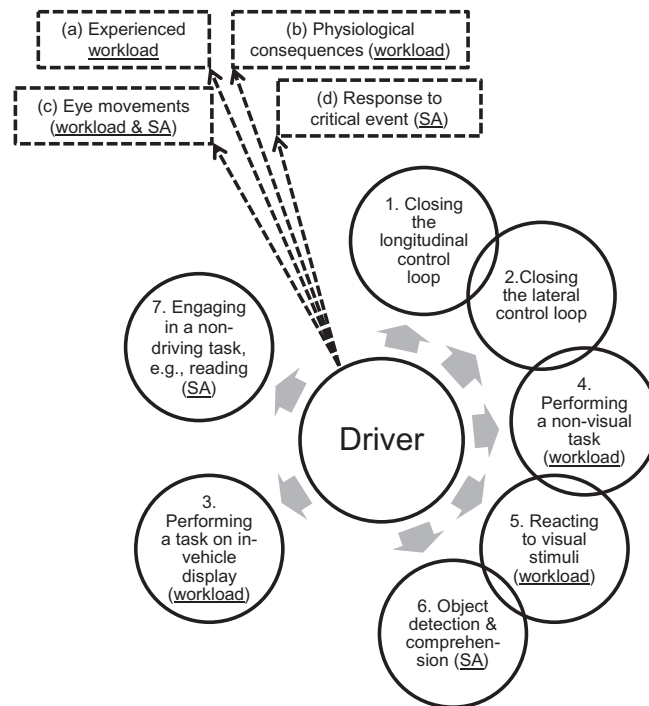 (a) Experienced
workload
(b) Physiological
consequences (workload)
(c) Eye movements
(workload & SA)
(d) Response to
critical event (SA)
1. Closing
the
longitudinal
control
loop
2.Closing
the lateral
control loop
7. Engaging
in a non-
driving task,
e.g., reading
(SA)
4.
Performing
a non-visual
task
(workload)
Driver
3.
Performing
a task on in-
vehicle
display
(workload)
5. Reacting
to visual
stimuli
(workload)
6. Object
detection &
comprehen-
sion (SA)